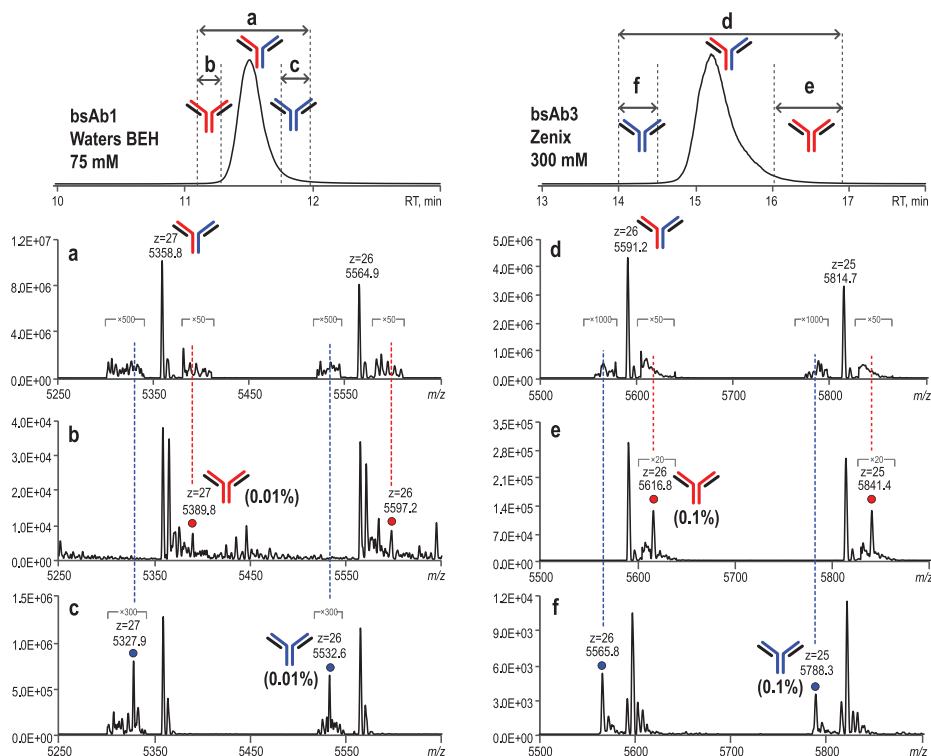 a
b
c
bsAb1
Waters BEH
75 mM
10
11
12
RT, min
d
f
e
bsAb3
Zenix
300 mM
13
14
15
16
17
RT, min
a
1.2E+07
8.0E+06
4.0E+06
0.0E+00
z=27
5358.8
z=26
5564.9
×500
×50
×500
×50
5250
5350
5450
5550
m/z
b
4.0E+04
3.0E+04
2.0E+04
1.0E+04
0.0E+00
z=27
5389.8
(0.01%)
z=26
5597.2
5250
5350
5450
5550
m/z
c
1.5E+06
1.0E+06
5.0E+05
0.0E+00
×300
z=27
5327.9
(0.01%)
×300
z=26
5532.6
5250
5350
5450
5550
m/z
d
6.0E+06
5.0E+06
4.0E+06
3.0E+06
2.0E+06
1.0E+06
0.0E+00
z=26
5591.2
z=25
5814.7
×1000
×50
×1000
×50
5500
5600
5700
5800
m/z
e
3.5E+05
2.8E+05
2.1E+05
1.4E+05
7.0E+04
0.0E+00
×20
z=26
5616.8
(0.1%)
×20
z=25
5841.4
5500
5600
5700
5800
m/z
f
1.2E+04
9.0E+03
6.0E+03
3.0E+03
0.0E+00
z=26
5565.8
(0.1%)
z=25
5788.3
5500
5600
5700
5800
m/z